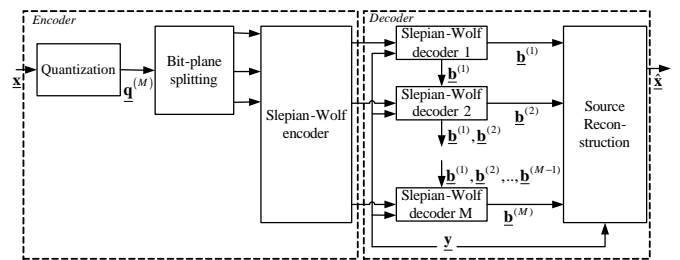 Encoder
x
Quantization
q^(M)
Bit-plane
splitting
Slepian-Wolf
encoder
Decoder
Slepian-Wolf
decoder 1
b^(1)
b^(1)
Slepian-Wolf
decoder 2
b^(2)
b^(1), b^(2)
b^(1), b^(2), .., b^(M−1)
Slepian-Wolf
decoder M
b^(M)
y
Source
Recon-
struction
x̂